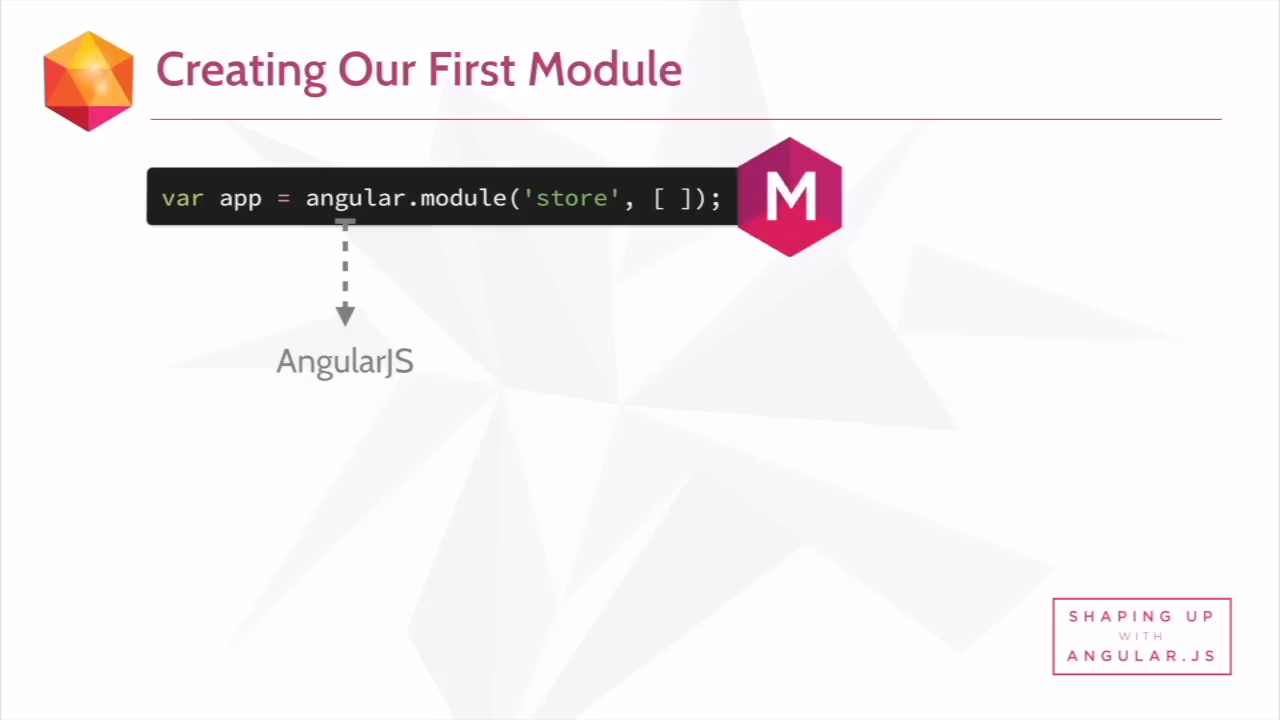 Creating Our First Module
var app = angular.module('store', [ ]);
M
AngularJS
SHAPING UP
WITH
ANGULAR.JS